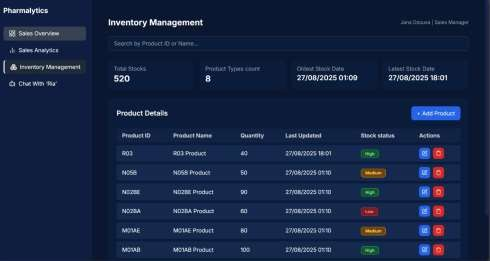 Pharmalytics
Sales Overview
Sales Analytics
Inventory Management
Chat With 'Ria'
Inventory Management
Sales Manager
Search by Product ID or Name...
Total Stocks
520
Product Types count
8
Oldest Stock Date
27/08/2025 01:09
Latest Stock Date
27/08/2025 18:01
Product Details
+ Add Product
Product ID Product Name Quantity Last Updated Stock status Actions
R03 R03 Product 40 27/08/2025 18:01 High
N05B N05B Product 50 27/08/2025 01:10 Medium
N02BE N02BE Product 90 27/08/2025 01:10 High
N02BA N02BA Product 60 27/08/2025 01:10 Low
M01AE M01AE Product 80 27/08/2025 01:10 Medium
M01AB M01AB Product 100 27/08/2025 01:10 High